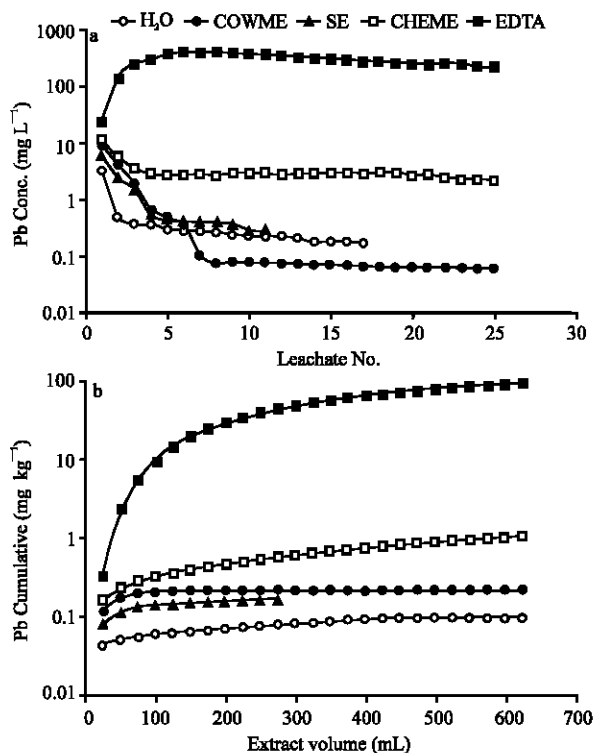 H₂O COWME SE CHEME EDTA
a
1000
100
10
1
0.1
0.01
Pb Conc. (mg L⁻¹)
0 5 10 15 20 25 30
Leachate No.
b
100
10
1
0.1
0.01
Pb Cumulative (mg kg⁻¹)
0 100 200 300 400 500 600 700
Extract volume (mL)